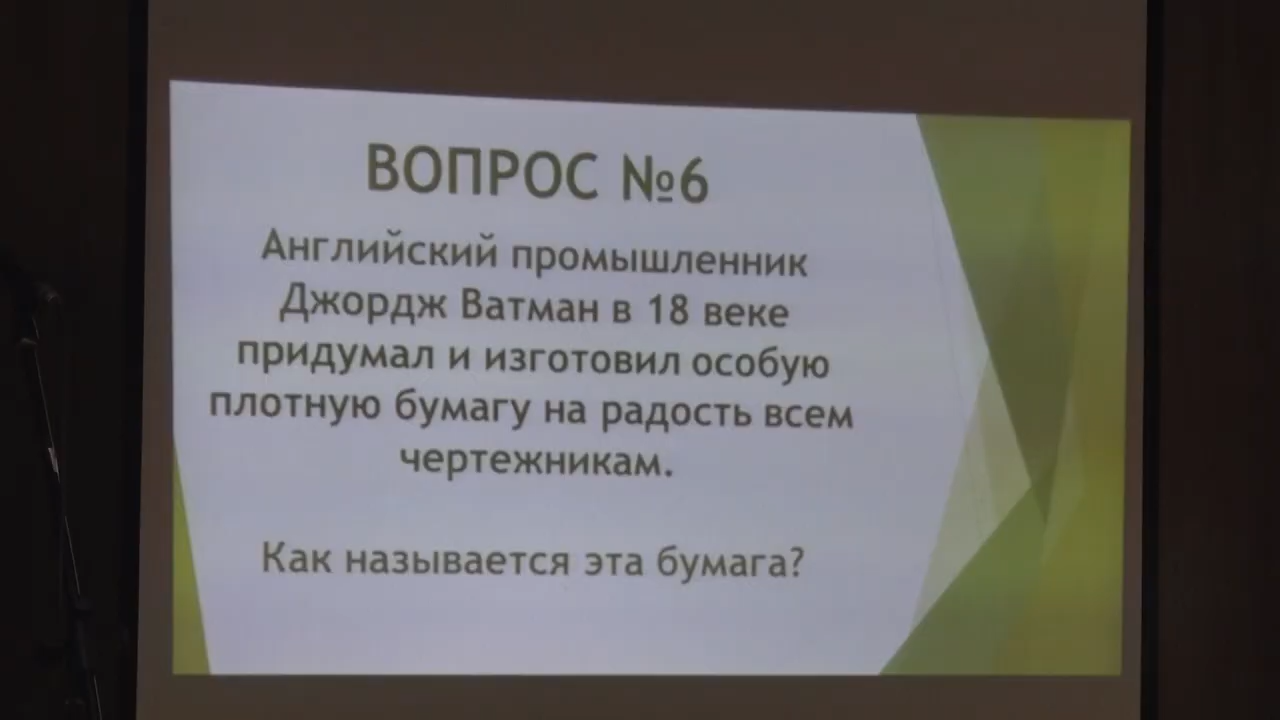 ВОПРОС №6
Английский промышленник
Джордж Ватман в 18 веке
придумал и изготовил особую
плотную бумагу на радость всем
чертежникам.
Как называется эта бумага?